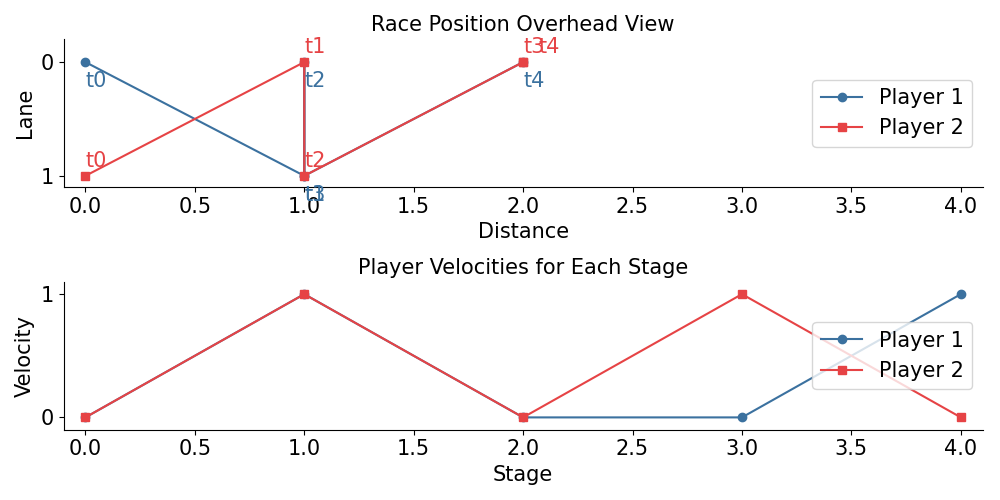 Race Position Overhead View
Lane
0
1
t0
t0
t1
t2
t2
t3
t1
t3
t4
t4
Player 1
Player 2
0.0 0.5 1.0 1.5 2.0 2.5 3.0 3.5 4.0
Distance
Player Velocities for Each Stage
Velocity
1
0
Player 1
Player 2
0.0 0.5 1.0 1.5 2.0 2.5 3.0 3.5 4.0
Stage